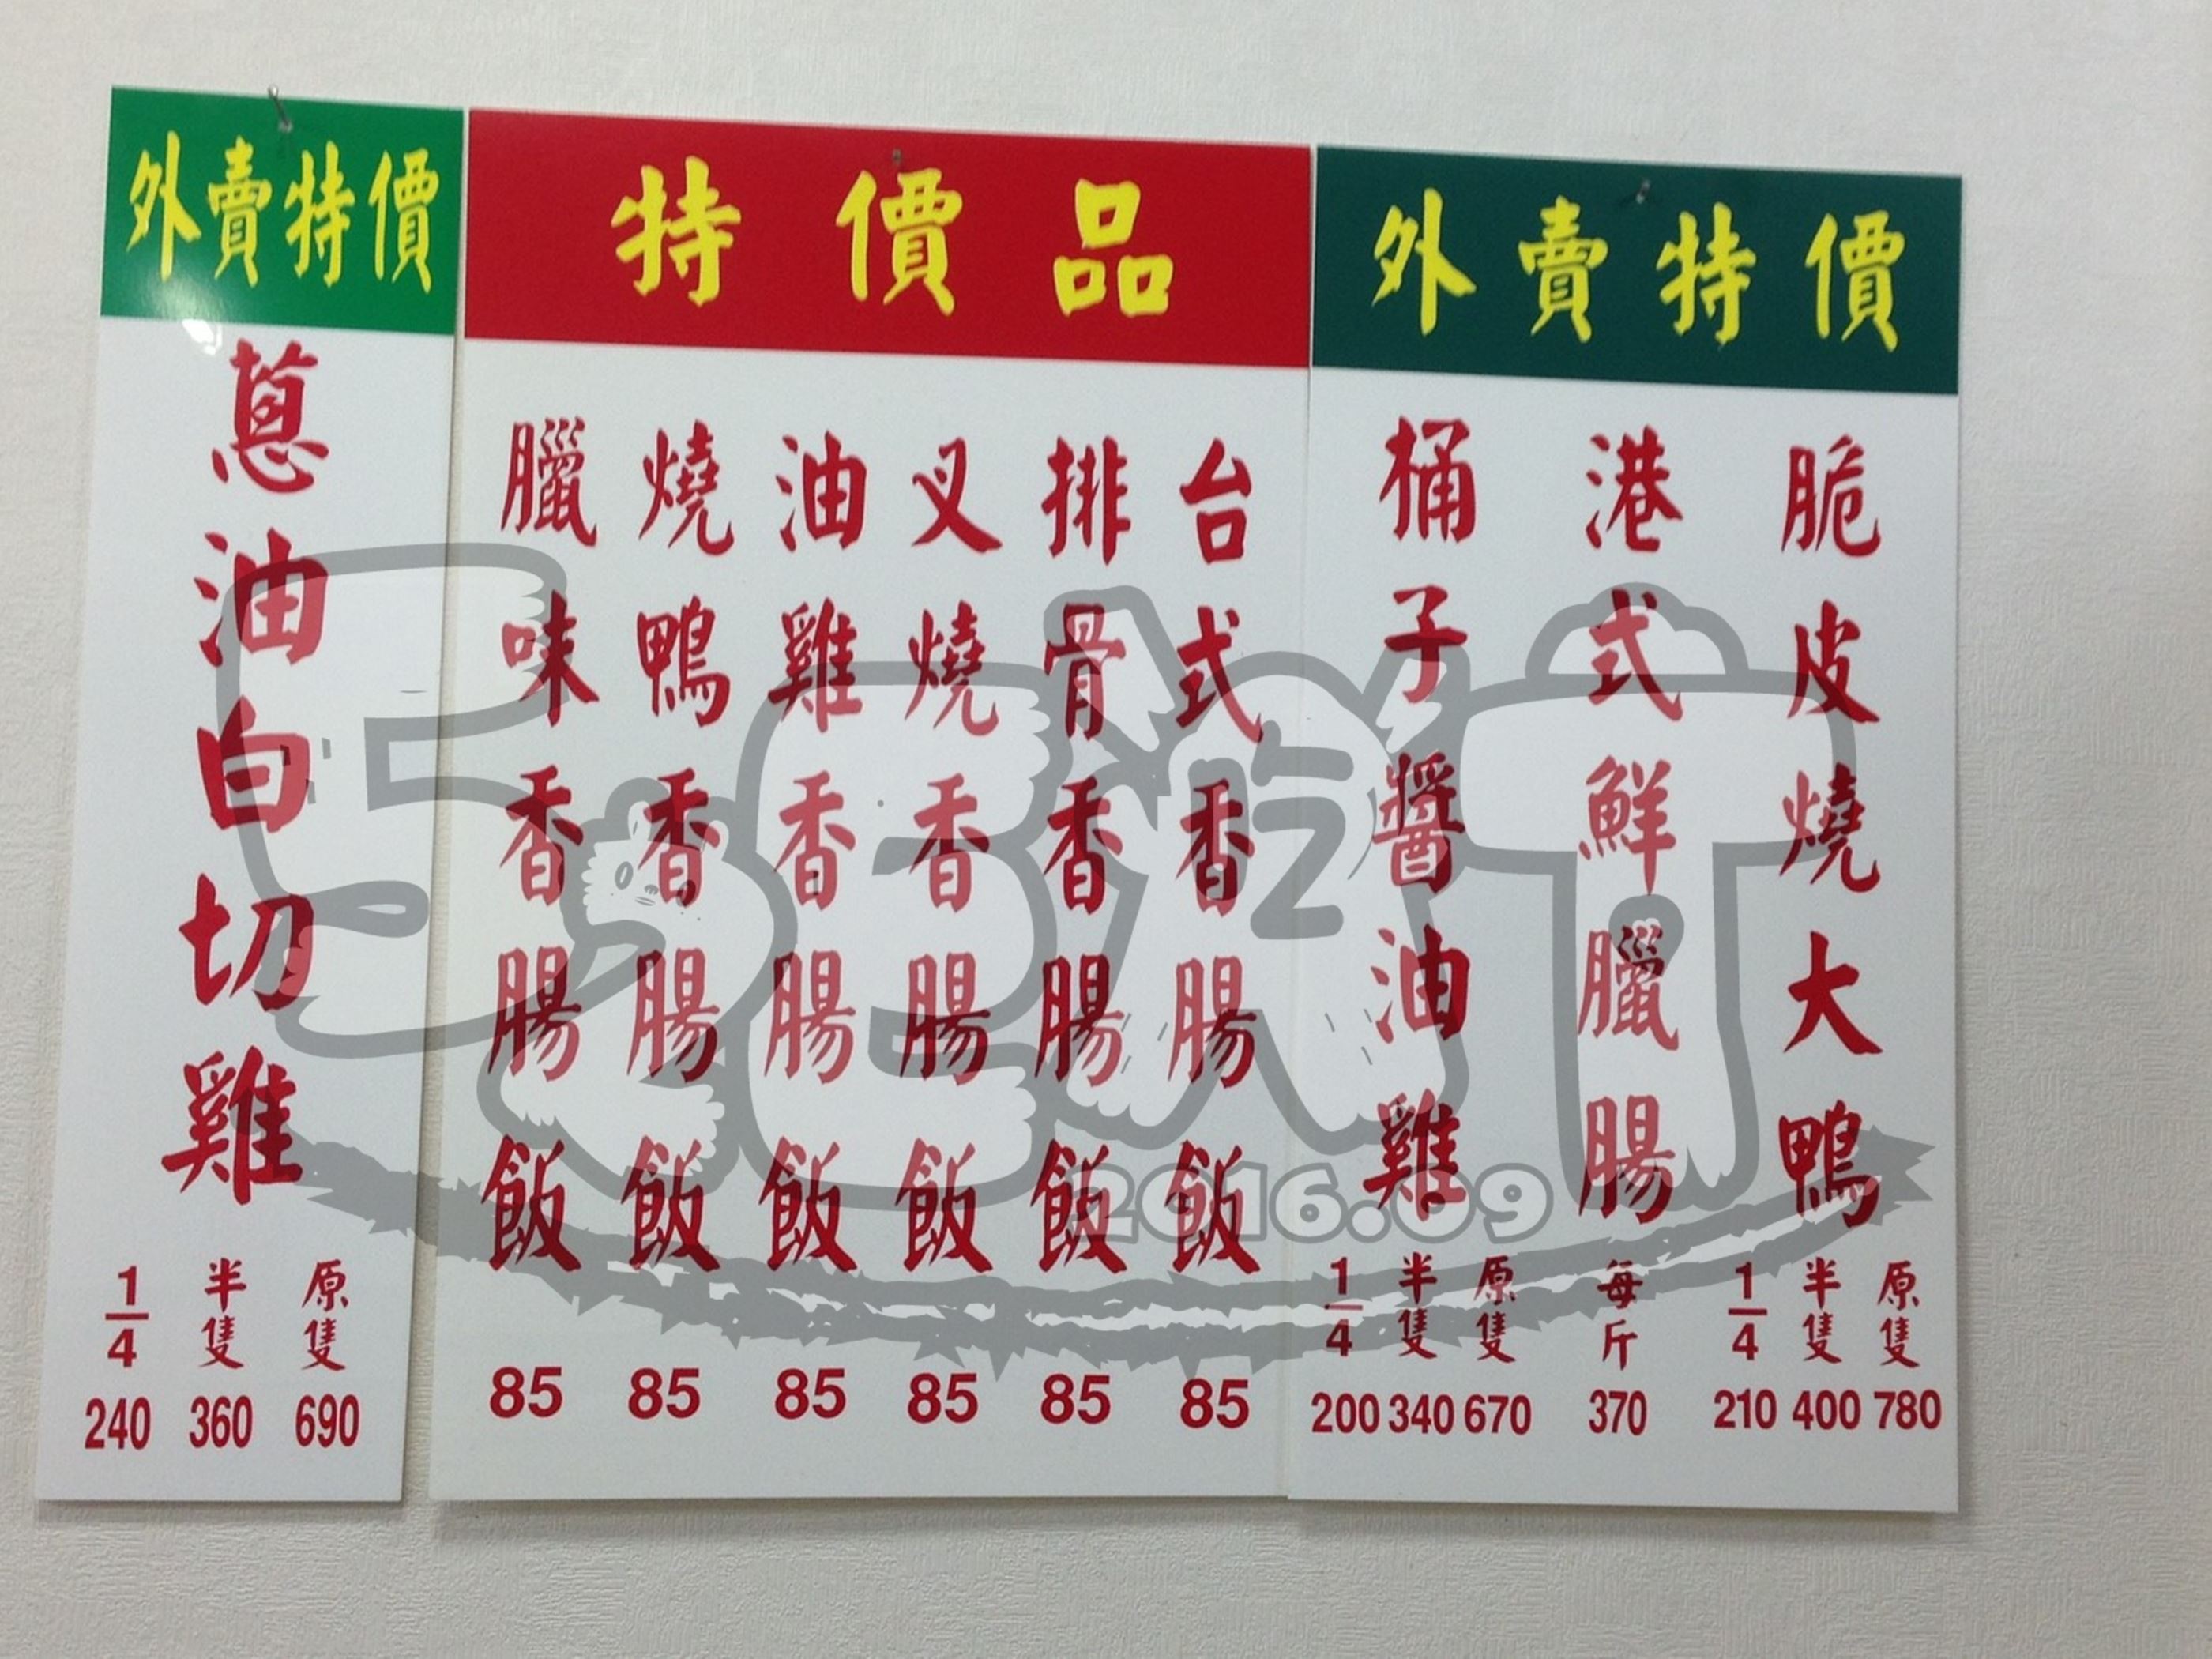 外賣特價
蔥油白切雞
1/4 半隻 原隻
240 360 690
特價品
臘味香腸飯 85
燒鴨香腸飯 85
油雞香腸飯 85
叉燒香腸飯 85
排骨香腸飯 85
台式香腸飯 85
外賣特價
桶子醬油雞
1/4 半隻 原隻
200 340 670
港式鮮臘腸
每斤
370
脆皮燒大鴨
1/4 半隻 原隻
210 400 780
吃
2016.09